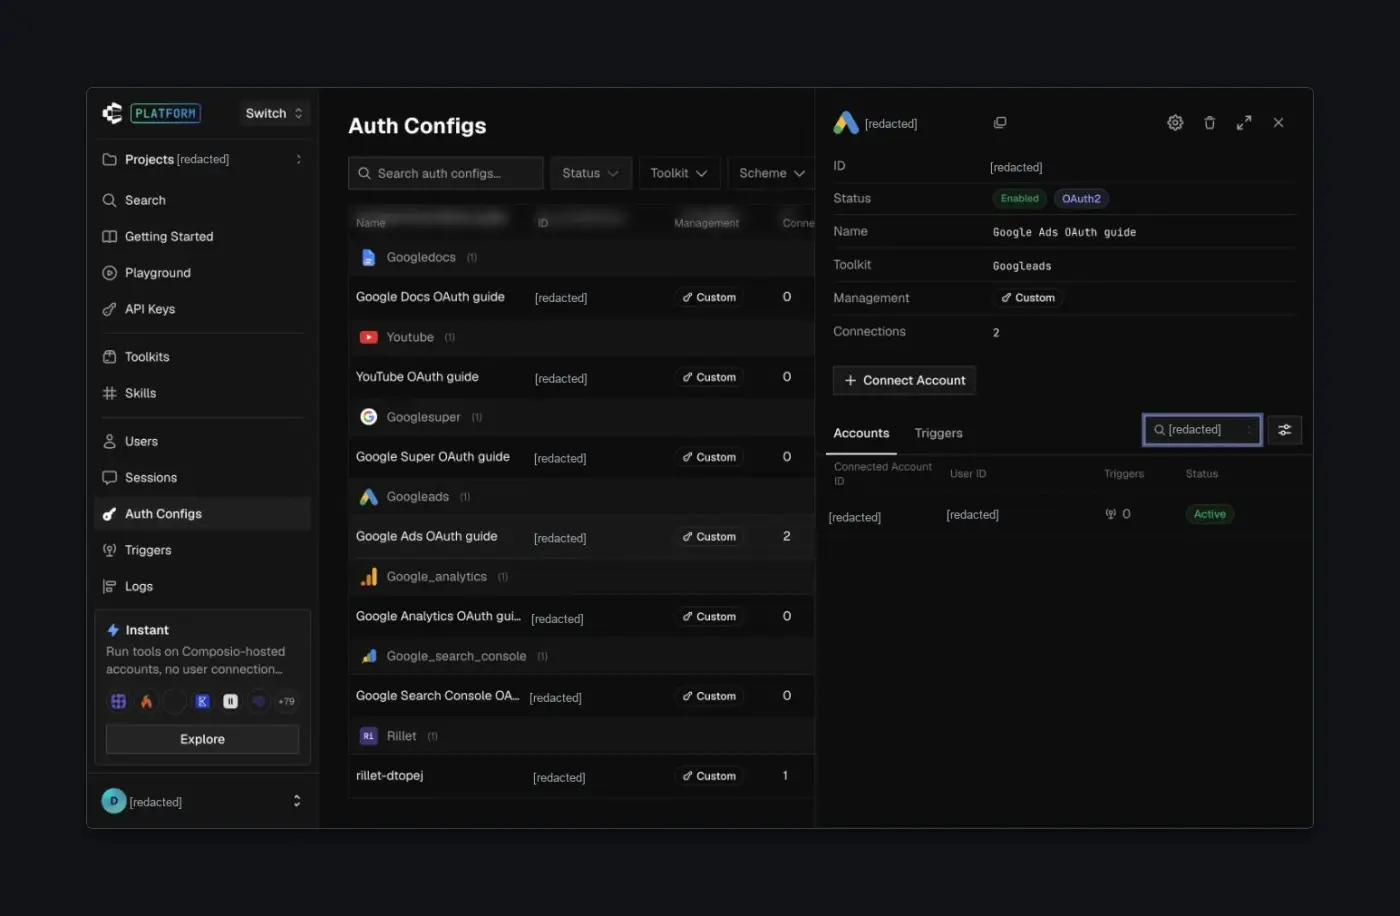 PLATFORM
Switch
Projects [redacted]
Search
Getting Started
Playground
API Keys
Toolkits
Skills
Users
Sessions
Auth Configs
Triggers
Logs
Instant
Run tools on Composio-hosted
accounts, no user connection...
+79
Explore
D [redacted]
Auth Configs
Search auth configs...
Status
Toolkit
Scheme
Name ID Management Conne
Googledocs (1)
Google Docs OAuth guide [redacted] Custom 0
Youtube (1)
YouTube OAuth guide [redacted] Custom 0
Googlesuper (1)
Google Super OAuth guide [redacted] Custom 0
Googleads (1)
Google Ads OAuth guide [redacted] Custom 2
Google_analytics (1)
Google Analytics OAuth gui... [redacted] Custom 0
Google_search_console (1)
Google Search Console OA... [redacted] Custom 0
Ri Rillet (1)
rillet-dtopej [redacted] Custom 1
[redacted]
ID [redacted]
Status Enabled OAuth2
Name Google Ads OAuth guide
Toolkit Googleads
Management Custom
Connections 2
+ Connect Account
Accounts Triggers [redacted]
Connected Account
ID
User ID Triggers Status
[redacted] [redacted] 0 Active